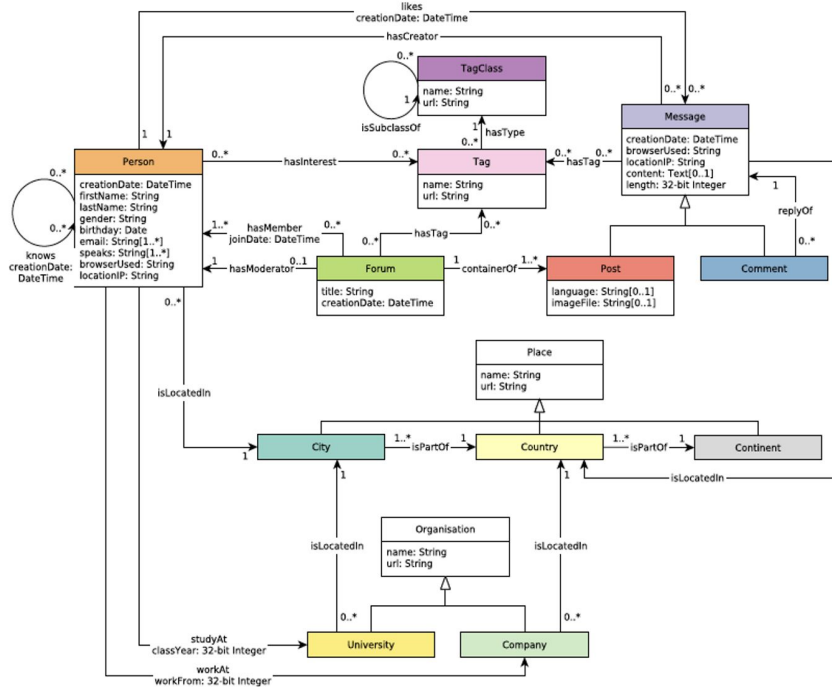 likes
creationDate: DateTime
hasCreator
0..*
TagClass
name: String
url: String
1
isSubclassOf
1
hasType
0..*
0..*
0..*
Message
creationDate: DateTime
browserUsed: String
locationIP: String
content: Text[0..1]
length: 32-bit Integer
1
1
Person
creationDate: DateTime
firstName: String
lastName: String
gender: String
birthday: Date
email: String[1..*]
speaks: String[1..*]
browserUsed: String
locationIP: String
0..*
0..*
knows
creationDate:
DateTime
0..*
hasInterest
0..*
Tag
name: String
url: String
0..*
hasTag
0..*
1
replyOf
0..*
1..*
hasMember
joinDate: DateTime
0..*
0..*
hasTag
0..*
1
hasModerator
0..1
Forum
title: String
creationDate: DateTime
1
containerOf
1..*
Post
language: String[0..1]
imageFile: String[0..1]
Comment
0..*
isLocatedIn
1
Place
name: String
url: String
City
1..*
isPartOf
1
Country
1..*
isPartOf
1
Continent
isLocatedIn
1
isLocatedIn
0..*
1
isLocatedIn
0..*
Organisation
name: String
url: String
University
Company
studyAt
classYear: 32-bit Integer
workAt
workFrom: 32-bit Integer